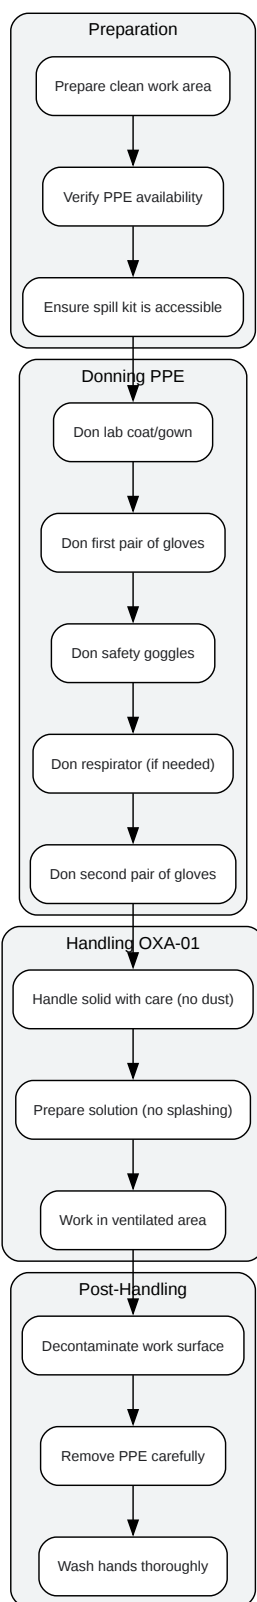 Preparation
Prepare clean work area
Verify PPE availability
Ensure spill kit is accessible
Donning PPE
Don lab coat/gown
Don first pair of gloves
Don safety goggles
Don respirator (if needed)
Don second pair of gloves
Handling OXA-01
Handle solid with care (no dust)
Prepare solution (no splashing)
Work in ventilated area
Post-Handling
Decontaminate work surface
Remove PPE carefully
Wash hands thoroughly